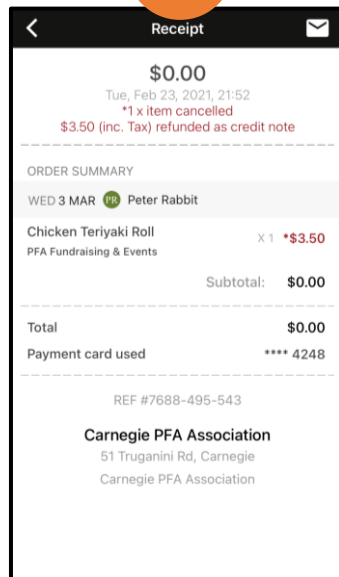 Receipt
$0.00
Tue, Feb 23, 2021, 21:52
*1 x item cancelled
$3.50 (inc. Tax) refunded as credit note
ORDER SUMMARY
WED 3 MAR PR Peter Rabbit
Chicken Teriyaki Roll X 1 *$3.50
PFA Fundraising & Events
Subtotal: $0.00
Total $0.00
Payment card used **** 4248
REF #7688-495-543
Carnegie PFA Association
51 Truganini Rd, Carnegie
Carnegie PFA Association